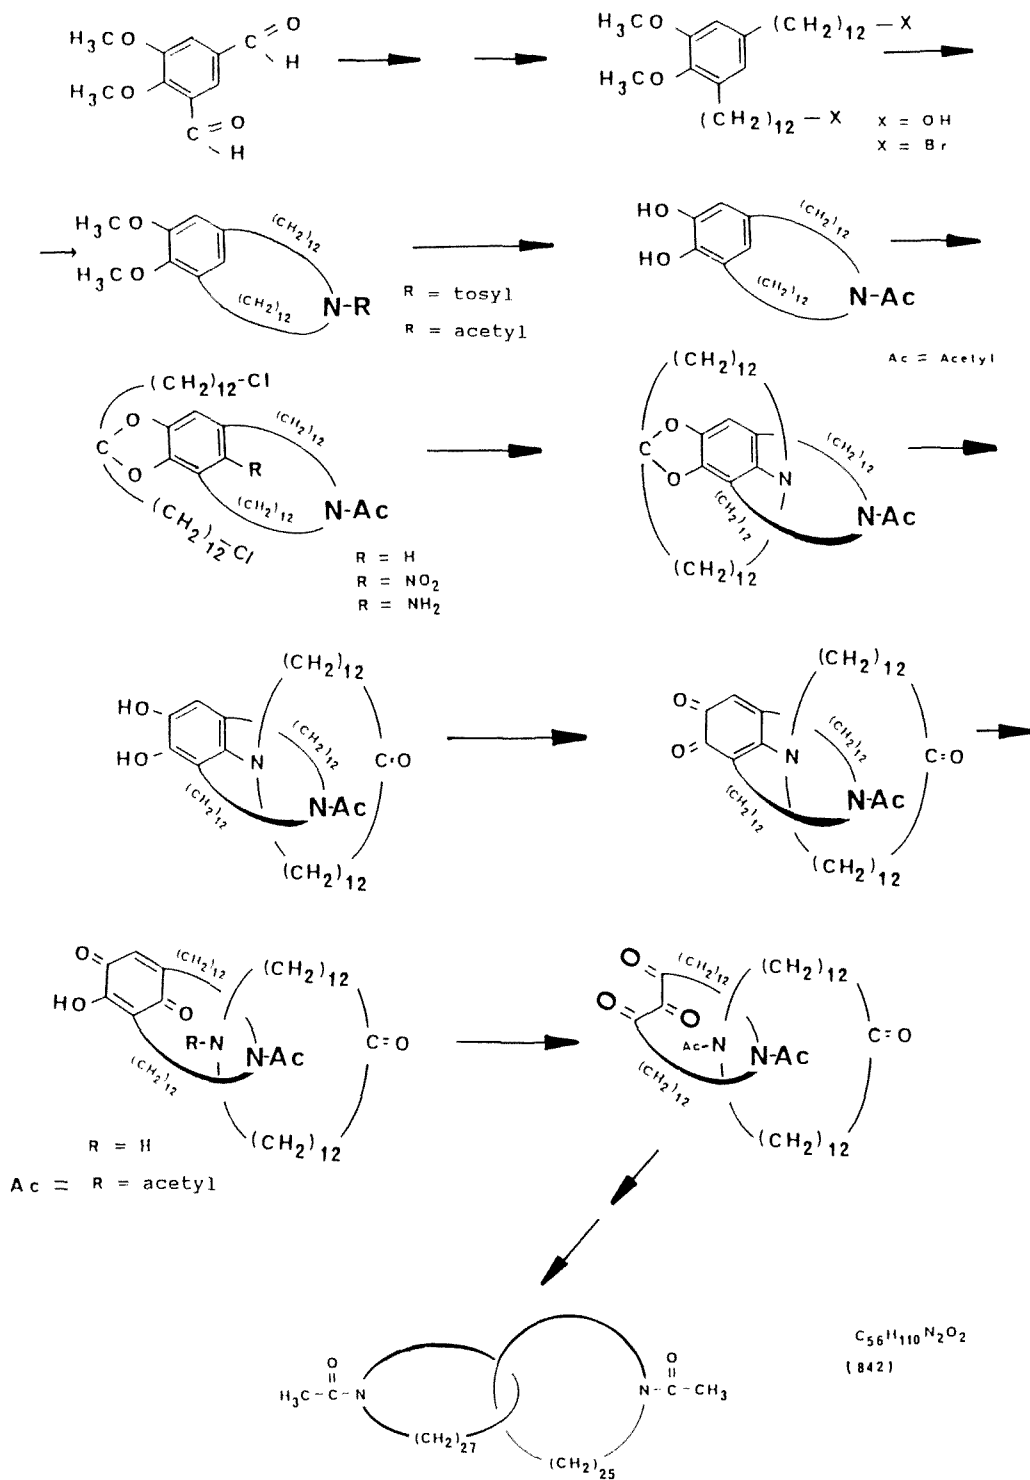 H₃CO C=O H
H₃CO C=O H
H₃CO (CH₂)₁₂—X
H₃CO (CH₂)₁₂—X
X = OH
X = Br
H₃CO (CH₂)₁₂
H₃CO (CH₂)₁₂ N-R
R = tosyl
R = acetyl
HO (CH₂)₁₂
HO (CH₂)₁₂ N-Ac
Ac = Acetyl
(CH₂)₁₂-Cl
C O O R (CH₂)₁₂
(CH₂)₁₂ N-Ac
(CH₂)₁₂-Cl
R = H
R = NO₂
R = NH₂
(CH₂)₁₂
C O O N (CH₂)₁₂
(CH₂)₁₂ N-Ac
(CH₂)₁₂
(CH₂)₁₂
HO (CH₂)₁₂
HO N C=O
(CH₂)₁₂ N-Ac
(CH₂)₁₂
(CH₂)₁₂
O= (CH₂)₁₂
O= N C=O
(CH₂)₁₂ N-Ac
(CH₂)₁₂
O= (CH₂)₁₂ (CH₂)₁₂
HO =O
R-N N-Ac C=O
(CH₂)₁₂
(CH₂)₁₂
R = H
Ac = R = acetyl
O (CH₂)₁₂ (CH₂)₁₂
O O
Ac-N N-Ac C=O
(CH₂)₁₂
(CH₂)₁₂
C₅₆H₁₁₀N₂O₂
(842)
O O
H₃C-C-N N-C-CH₃
(CH₂)₂₇
(CH₂)₂₅